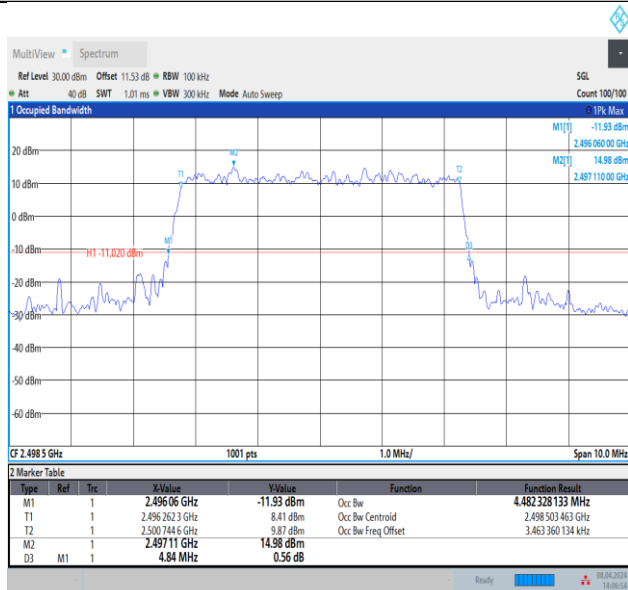 MultiView Spectrum
Ref Level 30.00 dBm Offset 11.53 dB RBW 100 kHz SGL
Att 40 dB SWT 1.01 ms VBW 300 kHz Mode Auto Sweep Count 100/100
1 Occupied Bandwidth 1Pk Max
M1[1] -11.93 dBm
2.496 060 00 GHz
M2[1] 14.98 dBm
2.497 110 00 GHz
20 dBm
M2
T1
T2
10 dBm
0 dBm
M1
D3
-10 dBm
H1 -11.020 dBm
-20 dBm
-30 dBm
-40 dBm
-50 dBm
-60 dBm
CF 2.498 5 GHz 1001 pts 1.0 MHz/ Span 10.0 MHz
2 Marker Table
Type Ref Trc X-Value Y-Value Function Function Result
M1 1 2.496 06 GHz -11.93 dBm Occ Bw 4.482 328 133 MHz
T1 1 2.496 262 3 GHz 8.41 dBm Occ Bw Centroid 2.498 503 463 GHz
T2 1 2.500 744 6 GHz 9.87 dBm Occ Bw Freq Offset 3.463 360 134 kHz
M2 1 2.497 11 GHz 14.98 dBm
D3 M1 1 4.84 MHz 0.56 dB
Ready 08.04.2024
14:06:54